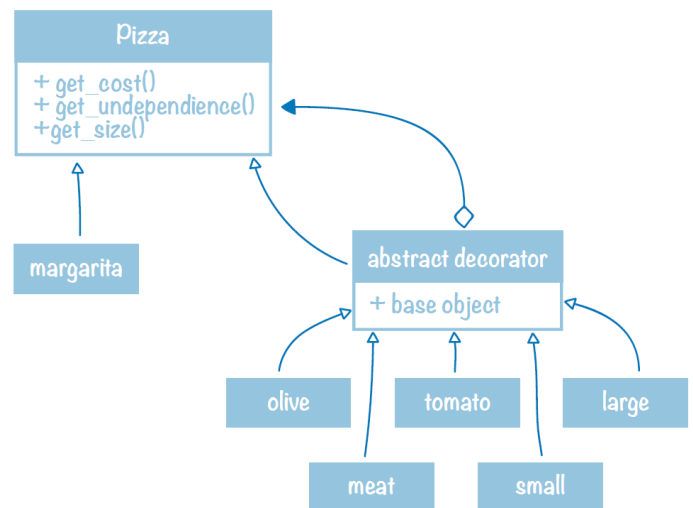 Pizza
+ get_cost()
+ get_undependience()
+get_size()
margarita
abstract decorator
+ base object
olive
tomato
large
meat
small